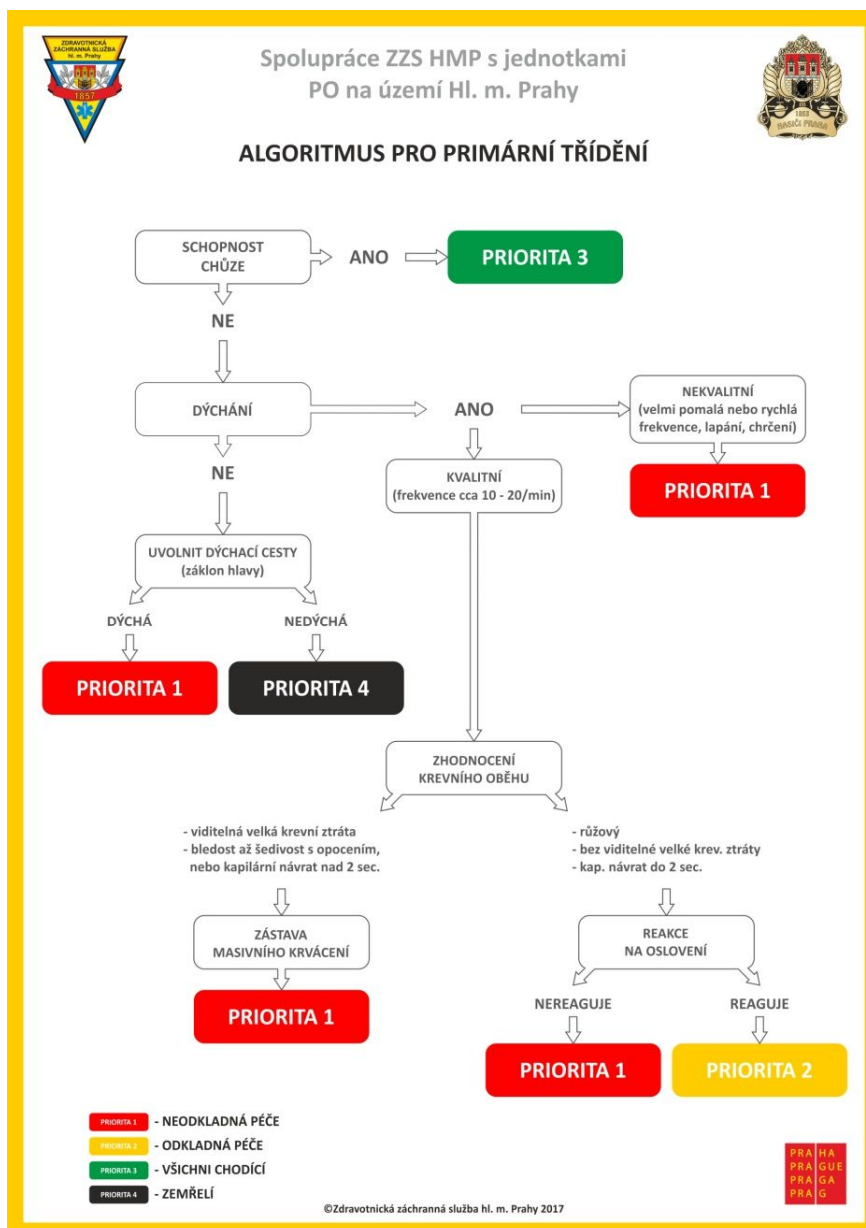 ZDRAVOTNICKÁ
ZÁCHRANNÁ SLUŽBA
hl. m. Prahy
1857
Spolupráce ZZS HMP s jednotkami
PO na území Hl. m. Prahy
1853
HASIČI PRAHA
ALGORITMUS PRO PRIMÁRNÍ TŘÍDĚNÍ
SCHOPNOST
CHŮZE
ANO
PRIORITA 3
NE
DÝCHÁNÍ
ANO
NEKVALITNÍ
(velmi pomalá nebo rychlá
frekvence, lapání, chrčení)
PRIORITA 1
NE
KVALITNÍ
(frekvence cca 10 - 20/min)
UVOLNIT DÝCHACÍ CESTY
(záklon hlavy)
DÝCHÁ
NEDÝCHÁ
PRIORITA 1
PRIORITA 4
ZHODNOCENÍ
KREVNÍHO OBĚHU
- viditelná velká krevní ztráta
- bledost až šedivost s opocením,
nebo kapilární návrat nad 2 sec.
- růžový
- bez viditelné velké krev. ztráty
- kap. návrat do 2 sec.
ZÁSTAVA
MASIVNÍHO KRVÁCENÍ
PRIORITA 1
REAKCE
NA OSLOVENÍ
NEREAGUJE
REAGUJE
PRIORITA 1
PRIORITA 2
PRIORITA 1 - NEODKLADNÁ PÉČE
PRIORITA 2 - ODKLADNÁ PÉČE
PRIORITA 3 - VŠICHNI CHODÍCÍ
PRIORITA 4 - ZEMŘELÍ
PRA HA
PRA GUE
PRA GA
PRA G
©Zdravotnická záchranná služba hl. m. Prahy 2017